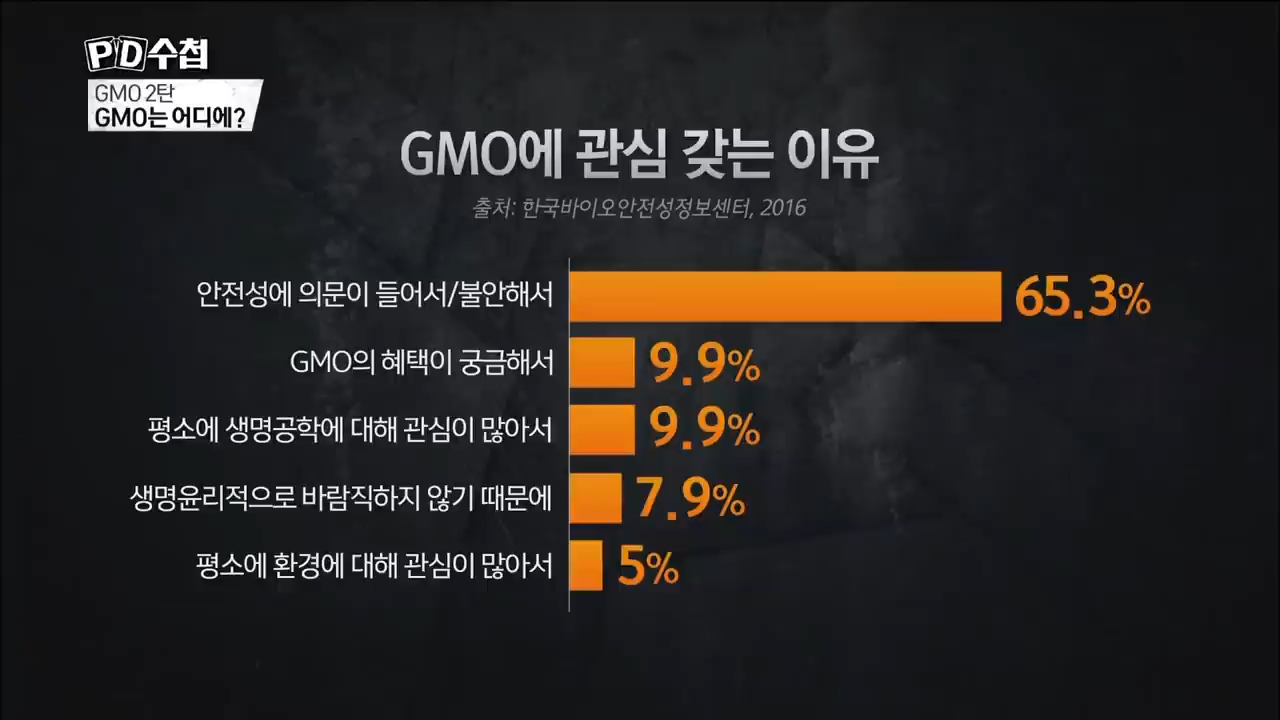 PD수첩
GMO 2탄
GMO는 어디에?
GMO에 관심 갖는 이유
출처: 한국바이오안전성정보센터, 2016
안전성에 의문이 들어서/불안해서 65.3%
GMO의 혜택이 궁금해서 9.9%
평소에 생명공학에 대해 관심이 많아서 9.9%
생명윤리적으로 바람직하지 않기 때문에 7.9%
평소에 환경에 대해 관심이 많아서 5%